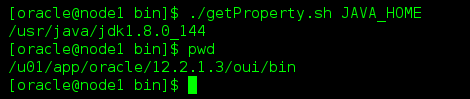 [oracle@node1 bin]$ ./getProperty.sh JAVA_HOME
/usr/java/jdk1.8.0_144
[oracle@node1 bin]$ pwd
/u01/app/oracle/12.2.1.3/oui/bin
[oracle@node1 bin]$